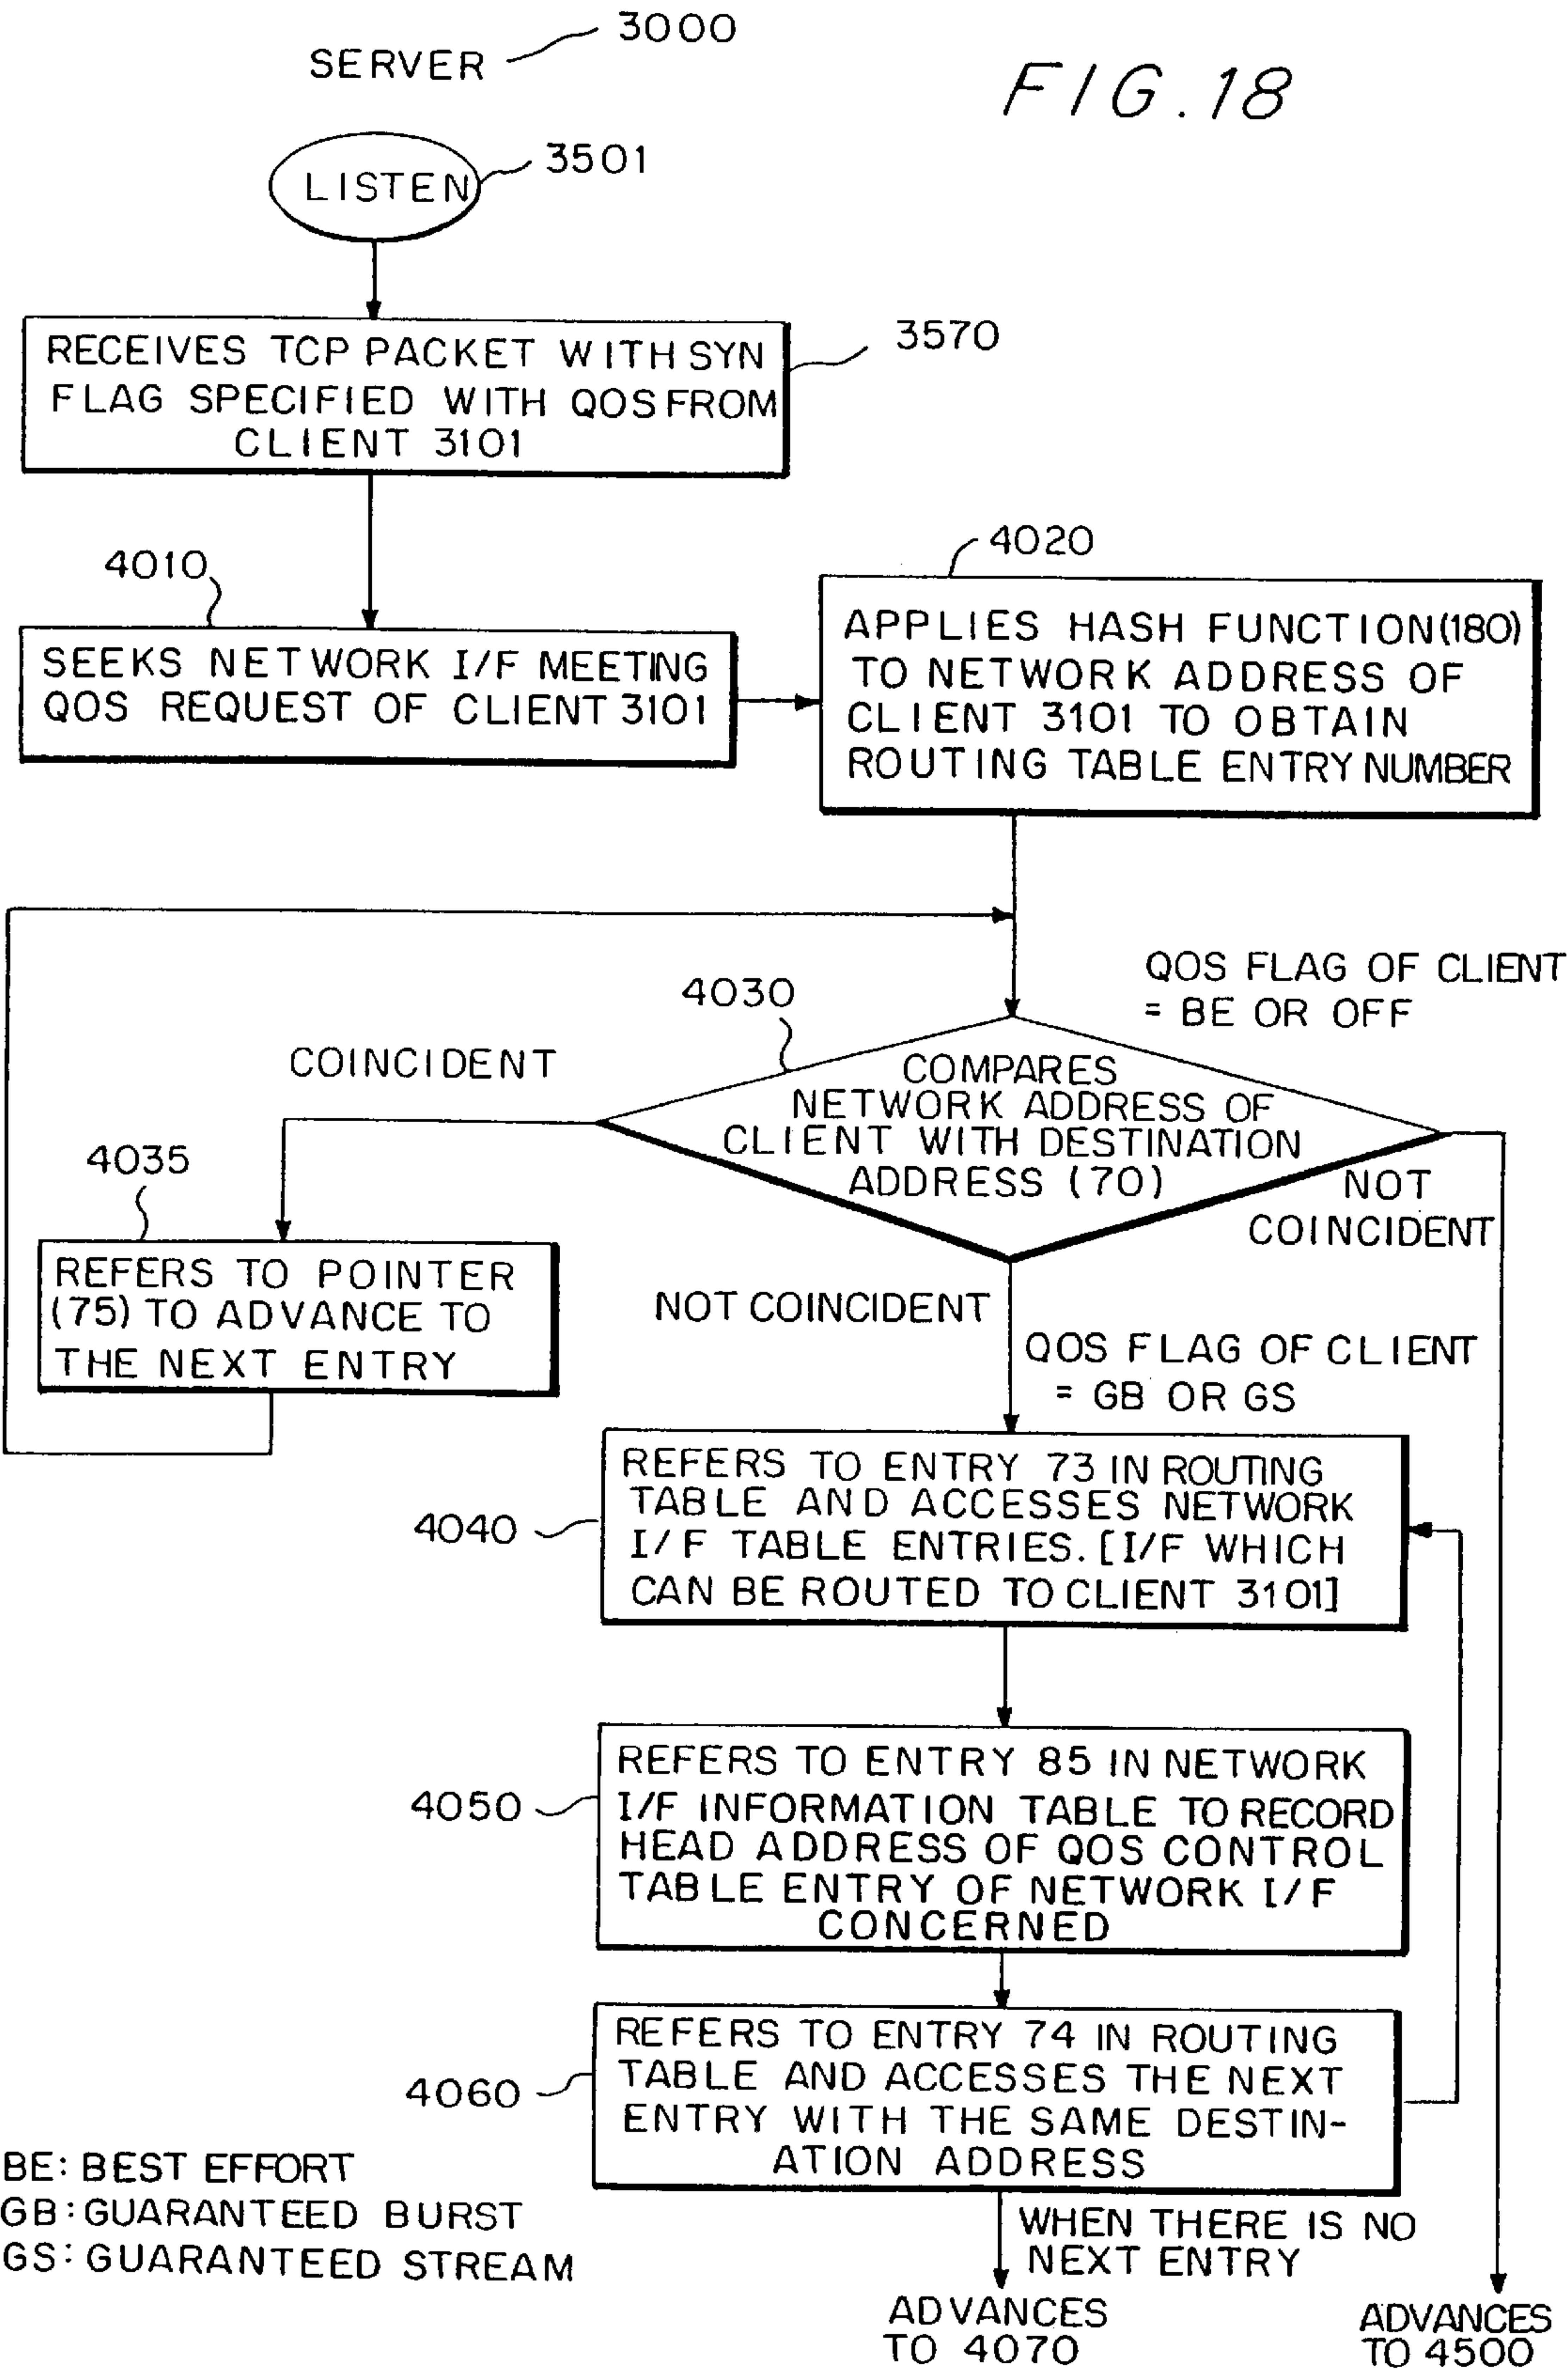 3000
SERVER
FIG.18
3501
LISTEN
3570
RECEIVES TCP PACKET WITH SYN
FLAG SPECIFIED WITH QOS FROM
CLIENT 3101
4010
SEEKS NETWORK I/F MEETING
QOS REQUEST OF CLIENT 3101
4020
APPLIES HASH FUNCTION(180)
TO NETWORK ADDRESS OF
CLIENT 3101 TO OBTAIN
ROUTING TABLE ENTRY NUMBER
QOS FLAG OF CLIENT
= BE OR OFF
4030
COINCIDENT
COMPARES
NETWORK ADDRESS OF
CLIENT WITH DESTINATION
ADDRESS (70)
NOT
COINCIDENT
4035
REFERS TO POINTER
(75) TO ADVANCE TO
THE NEXT ENTRY
NOT COINCIDENT
QOS FLAG OF CLIENT
= GB OR GS
4040
REFERS TO ENTRY 73 IN ROUTING
TABLE AND ACCESSES NETWORK
I/F TABLE ENTRIES. [I/F WHICH
CAN BE ROUTED TO CLIENT 3101]
4050
REFERS TO ENTRY 85 IN NETWORK
I/F INFORMATION TABLE TO RECORD
HEAD ADDRESS OF QOS CONTROL
TABLE ENTRY OF NETWORK I/F
CONCERNED
4060
REFERS TO ENTRY 74 IN ROUTING
TABLE AND ACCESSES THE NEXT
ENTRY WITH THE SAME DESTIN-
ATION ADDRESS
BE: BEST EFFORT
GB: GUARANTEED BURST
GS: GUARANTEED STREAM
WHEN THERE IS NO
NEXT ENTRY
ADVANCES
TO 4070
ADVANCES
TO 4500